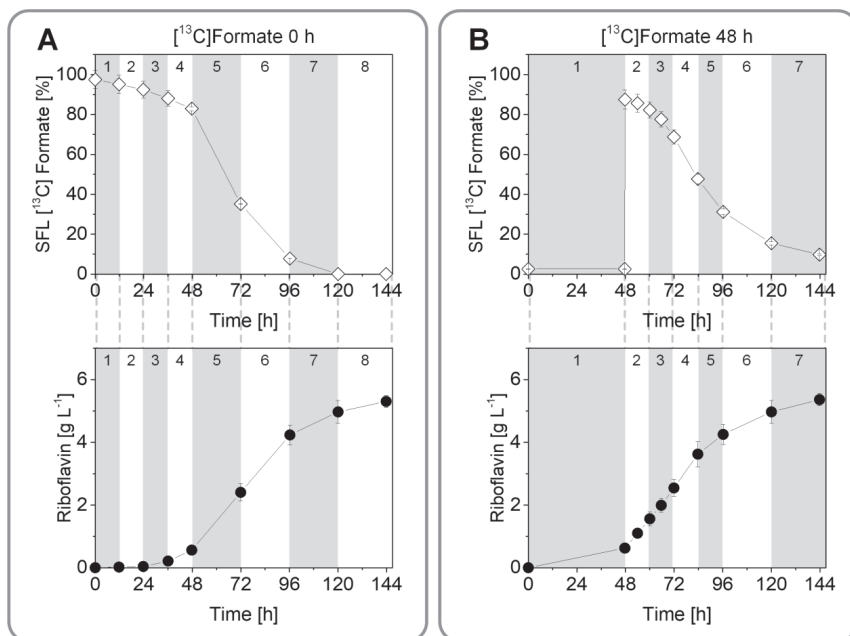 A
[¹³C]Formate 0 h
1 2 3 4 5 6 7 8
100
80
60
40
20
0
SFL [¹³C] Formate [%]
0 24 48 72 96 120 144
Time [h]
1 2 3 4 5 6 7 8
6
4
2
0
Riboflavin [g L⁻¹]
0 24 48 72 96 120 144
Time [h]
B
[¹³C]Formate 48 h
1 2 3 4 5 6 7
100
80
60
40
20
0
SFL [¹³C] Formate [%]
0 24 48 72 96 120 144
Time [h]
1 2 3 4 5 6 7
6
4
2
0
Riboflavin [g L⁻¹]
0 24 48 72 96 120 144
Time [h]